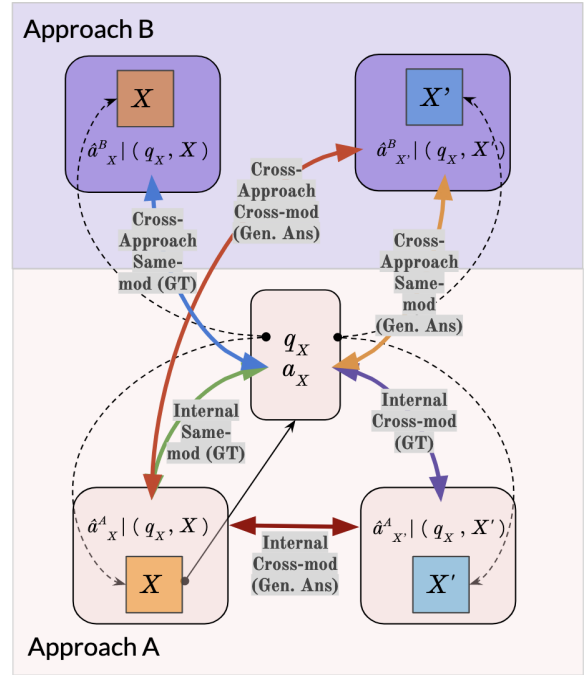 Approach B
X
X’
â^B_X | ( q_X , X )
â^B_X' | ( q_X , X' )
Cross-
Approach
Cross-mod
(Gen. Ans)
Cross-
Approach
Same-
mod (GT)
Cross-
Approach
Same-
mod
(Gen. Ans)
q_X
a_X
Internal
Same-
mod (GT)
Internal
Cross-mod
(GT)
â^A_X | ( q_X , X )
â^A_X' | ( q_X , X' )
Internal
Cross-mod
(Gen. Ans)
X
X'
Approach A